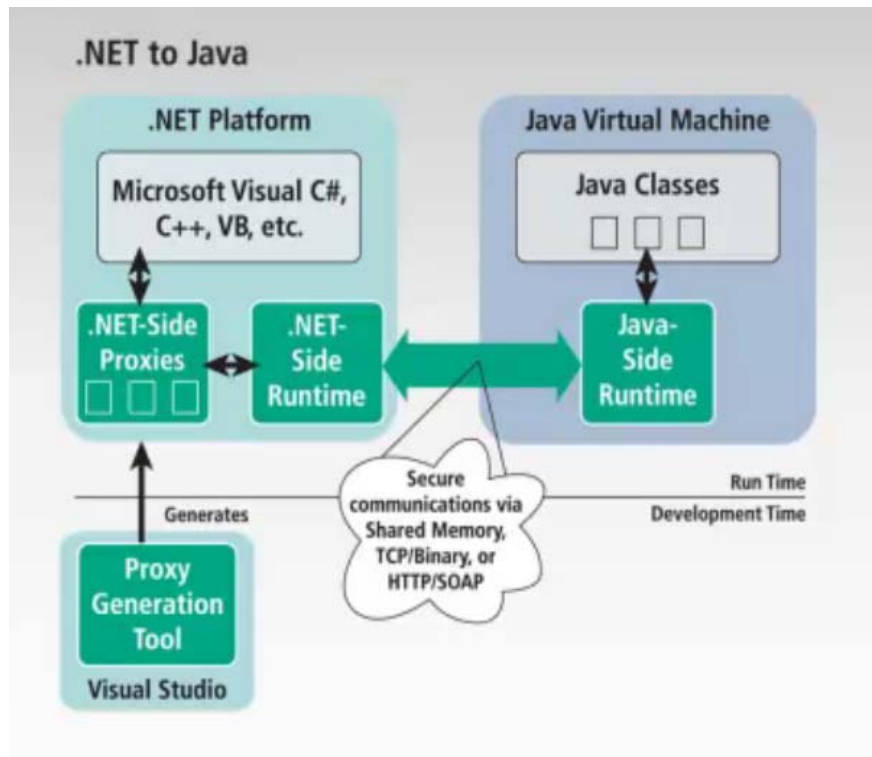 .NET to Java
.NET Platform
Microsoft Visual C#,
C++, VB, etc.
.NET-Side
Proxies
.NET-
Side
Runtime
Java Virtual Machine
Java Classes
Java-
Side
Runtime
Secure
communications via
Shared Memory,
TCP/Binary, or
HTTP/SOAP
Run Time
Development Time
Generates
Proxy
Generation
Tool
Visual Studio